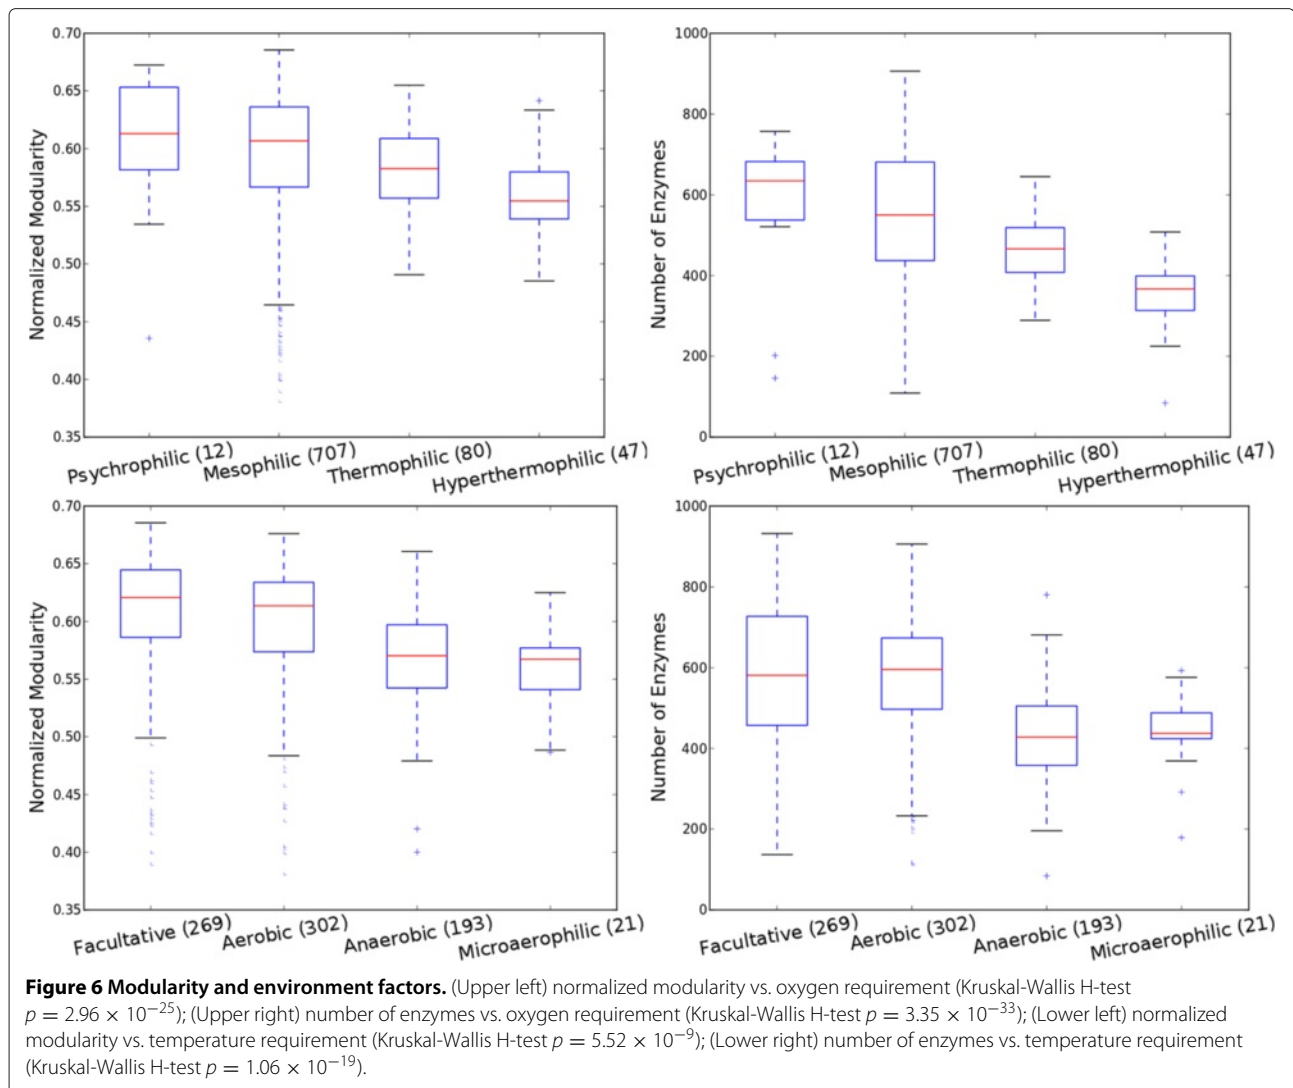 0.70
0.65
0.60
0.55
0.50
0.45
0.40
0.35
Normalized Modularity
Psychrophilic (12)
Mesophilic (707)
Thermophilic (80)
Hyperthermophilic (47)
1000
800
600
400
200
0
Number of Enzymes
Psychrophilic (12)
Mesophilic (707)
Thermophilic (80)
Hyperthermophilic (47)
0.70
0.65
0.60
0.55
0.50
0.45
0.40
0.35
Normalized Modularity
Facultative (269)
Aerobic (302)
Anaerobic (193)
Microaerophilic (21)
1000
800
600
400
200
0
Number of Enzymes
Facultative (269)
Aerobic (302)
Anaerobic (193)
Microaerophilic (21)
Figure 6 Modularity and environment factors. (Upper left) normalized modularity vs. oxygen requirement (Kruskal-Wallis H-test
p = 2.96 × 10⁻²⁵); (Upper right) number of enzymes vs. oxygen requirement (Kruskal-Wallis H-test p = 3.35 × 10⁻³³); (Lower left) normalized
modularity vs. temperature requirement (Kruskal-Wallis H-test p = 5.52 × 10⁻⁹); (Lower right) number of enzymes vs. temperature requirement
(Kruskal-Wallis H-test p = 1.06 × 10⁻¹⁹).